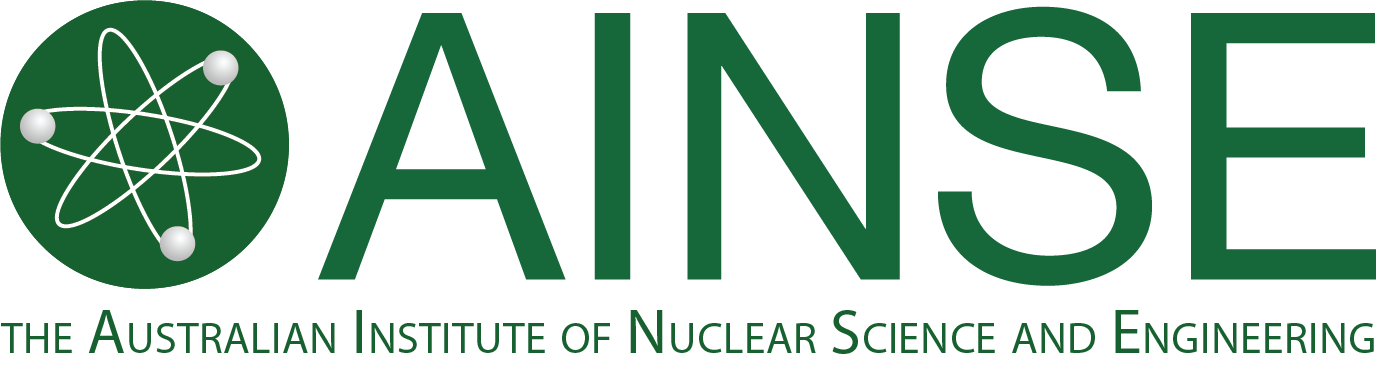 AINSE
THE AUSTRALIAN INSTITUTE OF NUCLEAR SCIENCE AND ENGINEERING